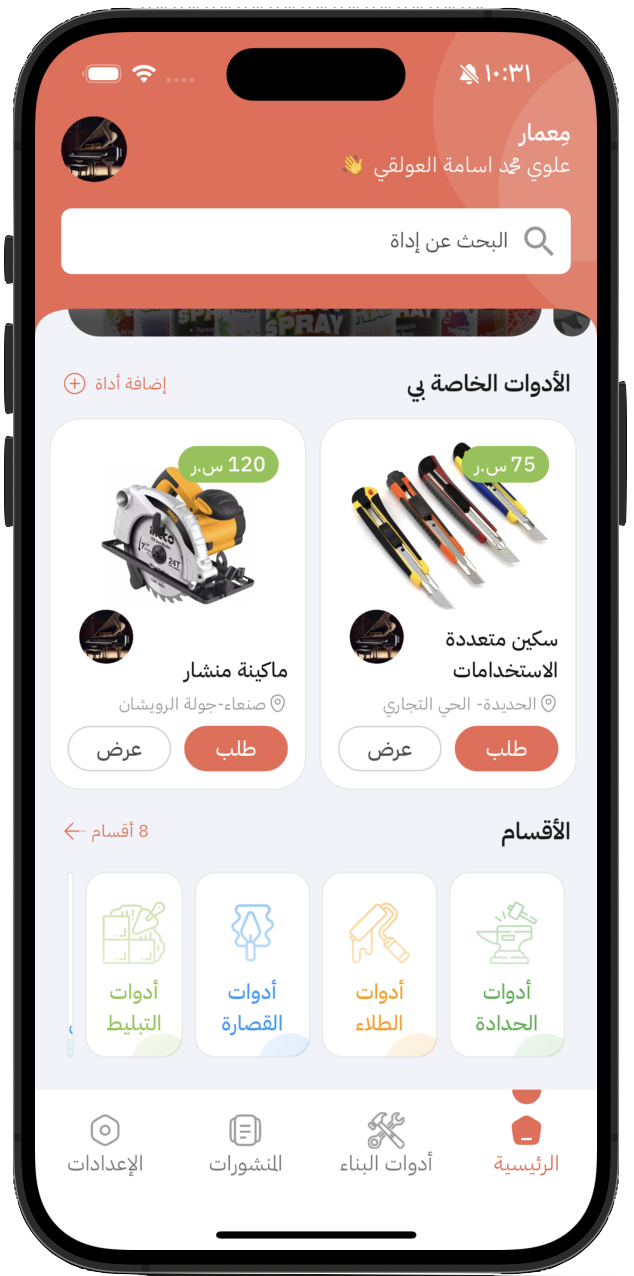 ١٠:٣١
مِعمار
علوي محمد اسامة العولقي 👋
البحث عن إداة
SPRAY
الأدوات الخاصة بي
إضافة أداة
75 س.ر
سكين متعددة
الاستخدامات
الحديدة- الحي التجاري
طلب
عرض
120 س.ر
24T
ماكينة منشار
صنعاء-جولة الرويشان
طلب
عرض
الأقسام
8 أقسام
أدوات
الحدادة
أدوات
الطلاء
أدوات
القصارة
أدوات
التبليط
الرئيسية
أدوات البناء
المنشورات
الإعدادات